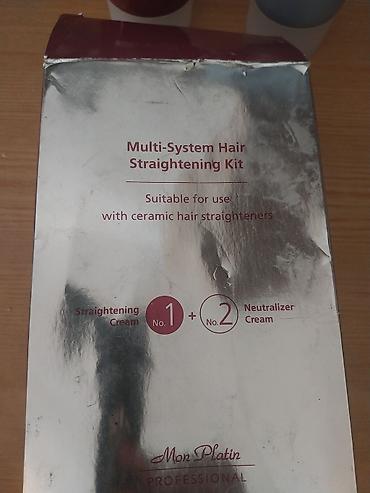 Multi-System Hair
Straightening Kit
Suitable for use
with ceramic hair straighteners
Straightening
Cream
No.1
+
No.2
Neutralizer
Cream
Mon Platin
PROFESSIONAL